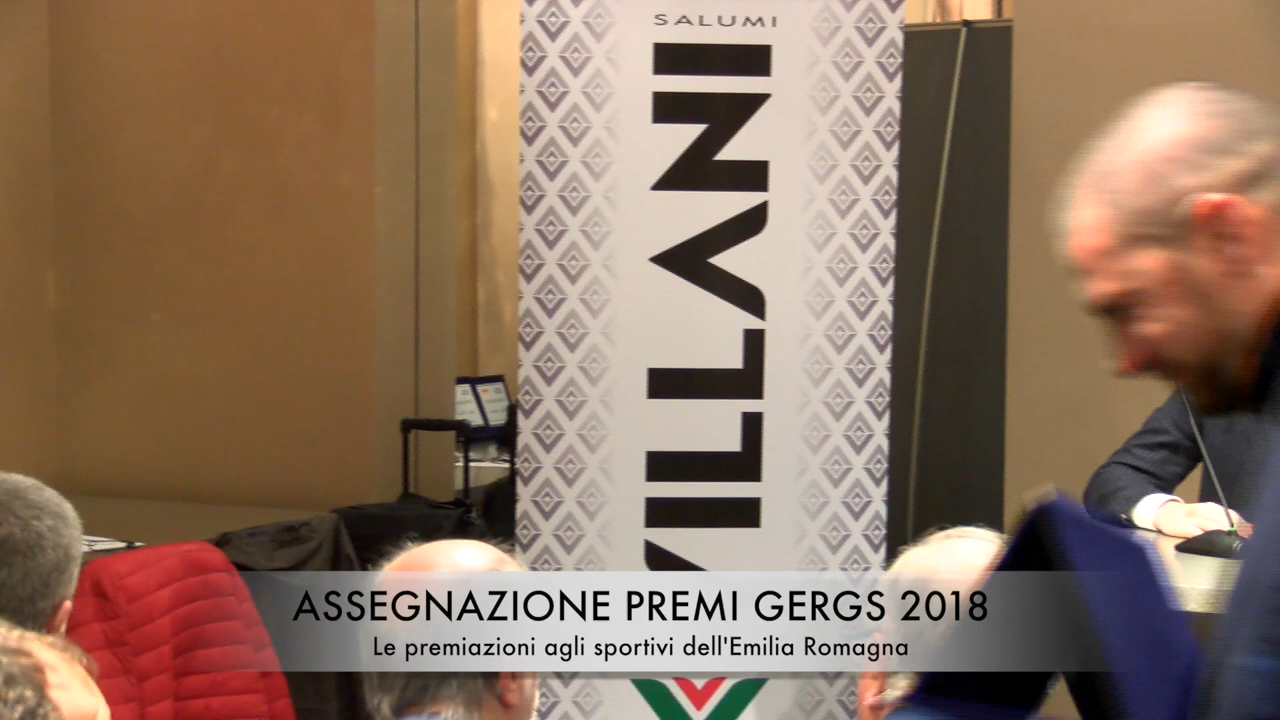 SALUMI
VILLANI
ASSEGNAZIONE PREMI GERGS 2018
Le premiazioni agli sportivi dell'Emilia Romagna